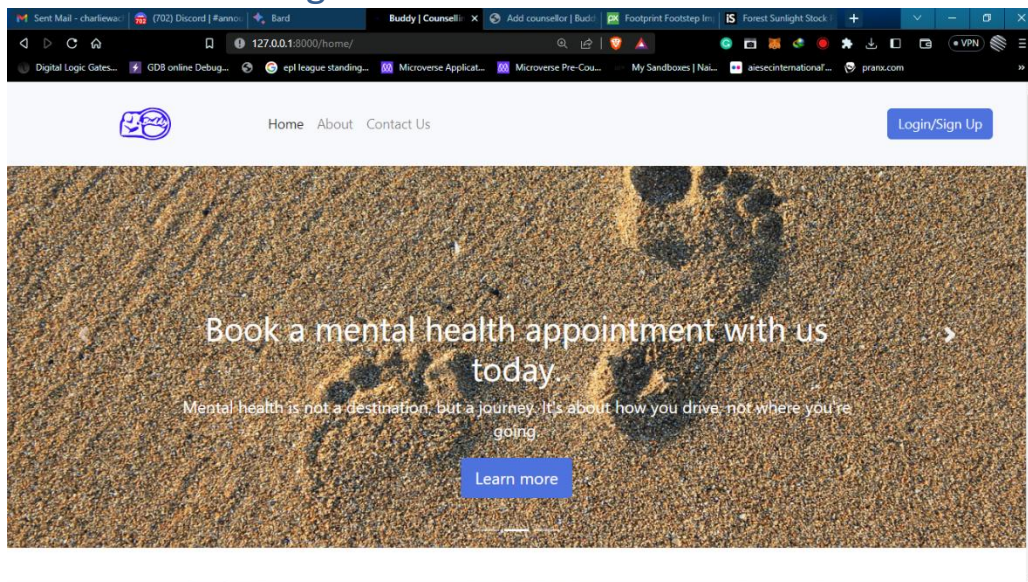 Sent Mail - charliewac
(702) Discord | #annou
Bard
Buddy | Counsellin
Add counsellor | Budd
Footprint Footstep Im
Forest Sunlight Stock
127.0.0.1:8000/home/
VPN
Digital Logic Gates...
GDB online Debug...
epl league standing...
Microverse Applicat...
Microverse Pre-Cou...
My Sandboxes | Nai...
aiesecinternational'...
pranx.com
Home About Contact Us
Login/Sign Up
Book a mental health appointment with us
today.
Mental health is not a destination, but a journey. It's about how you drive, not where you're
going.
Learn more